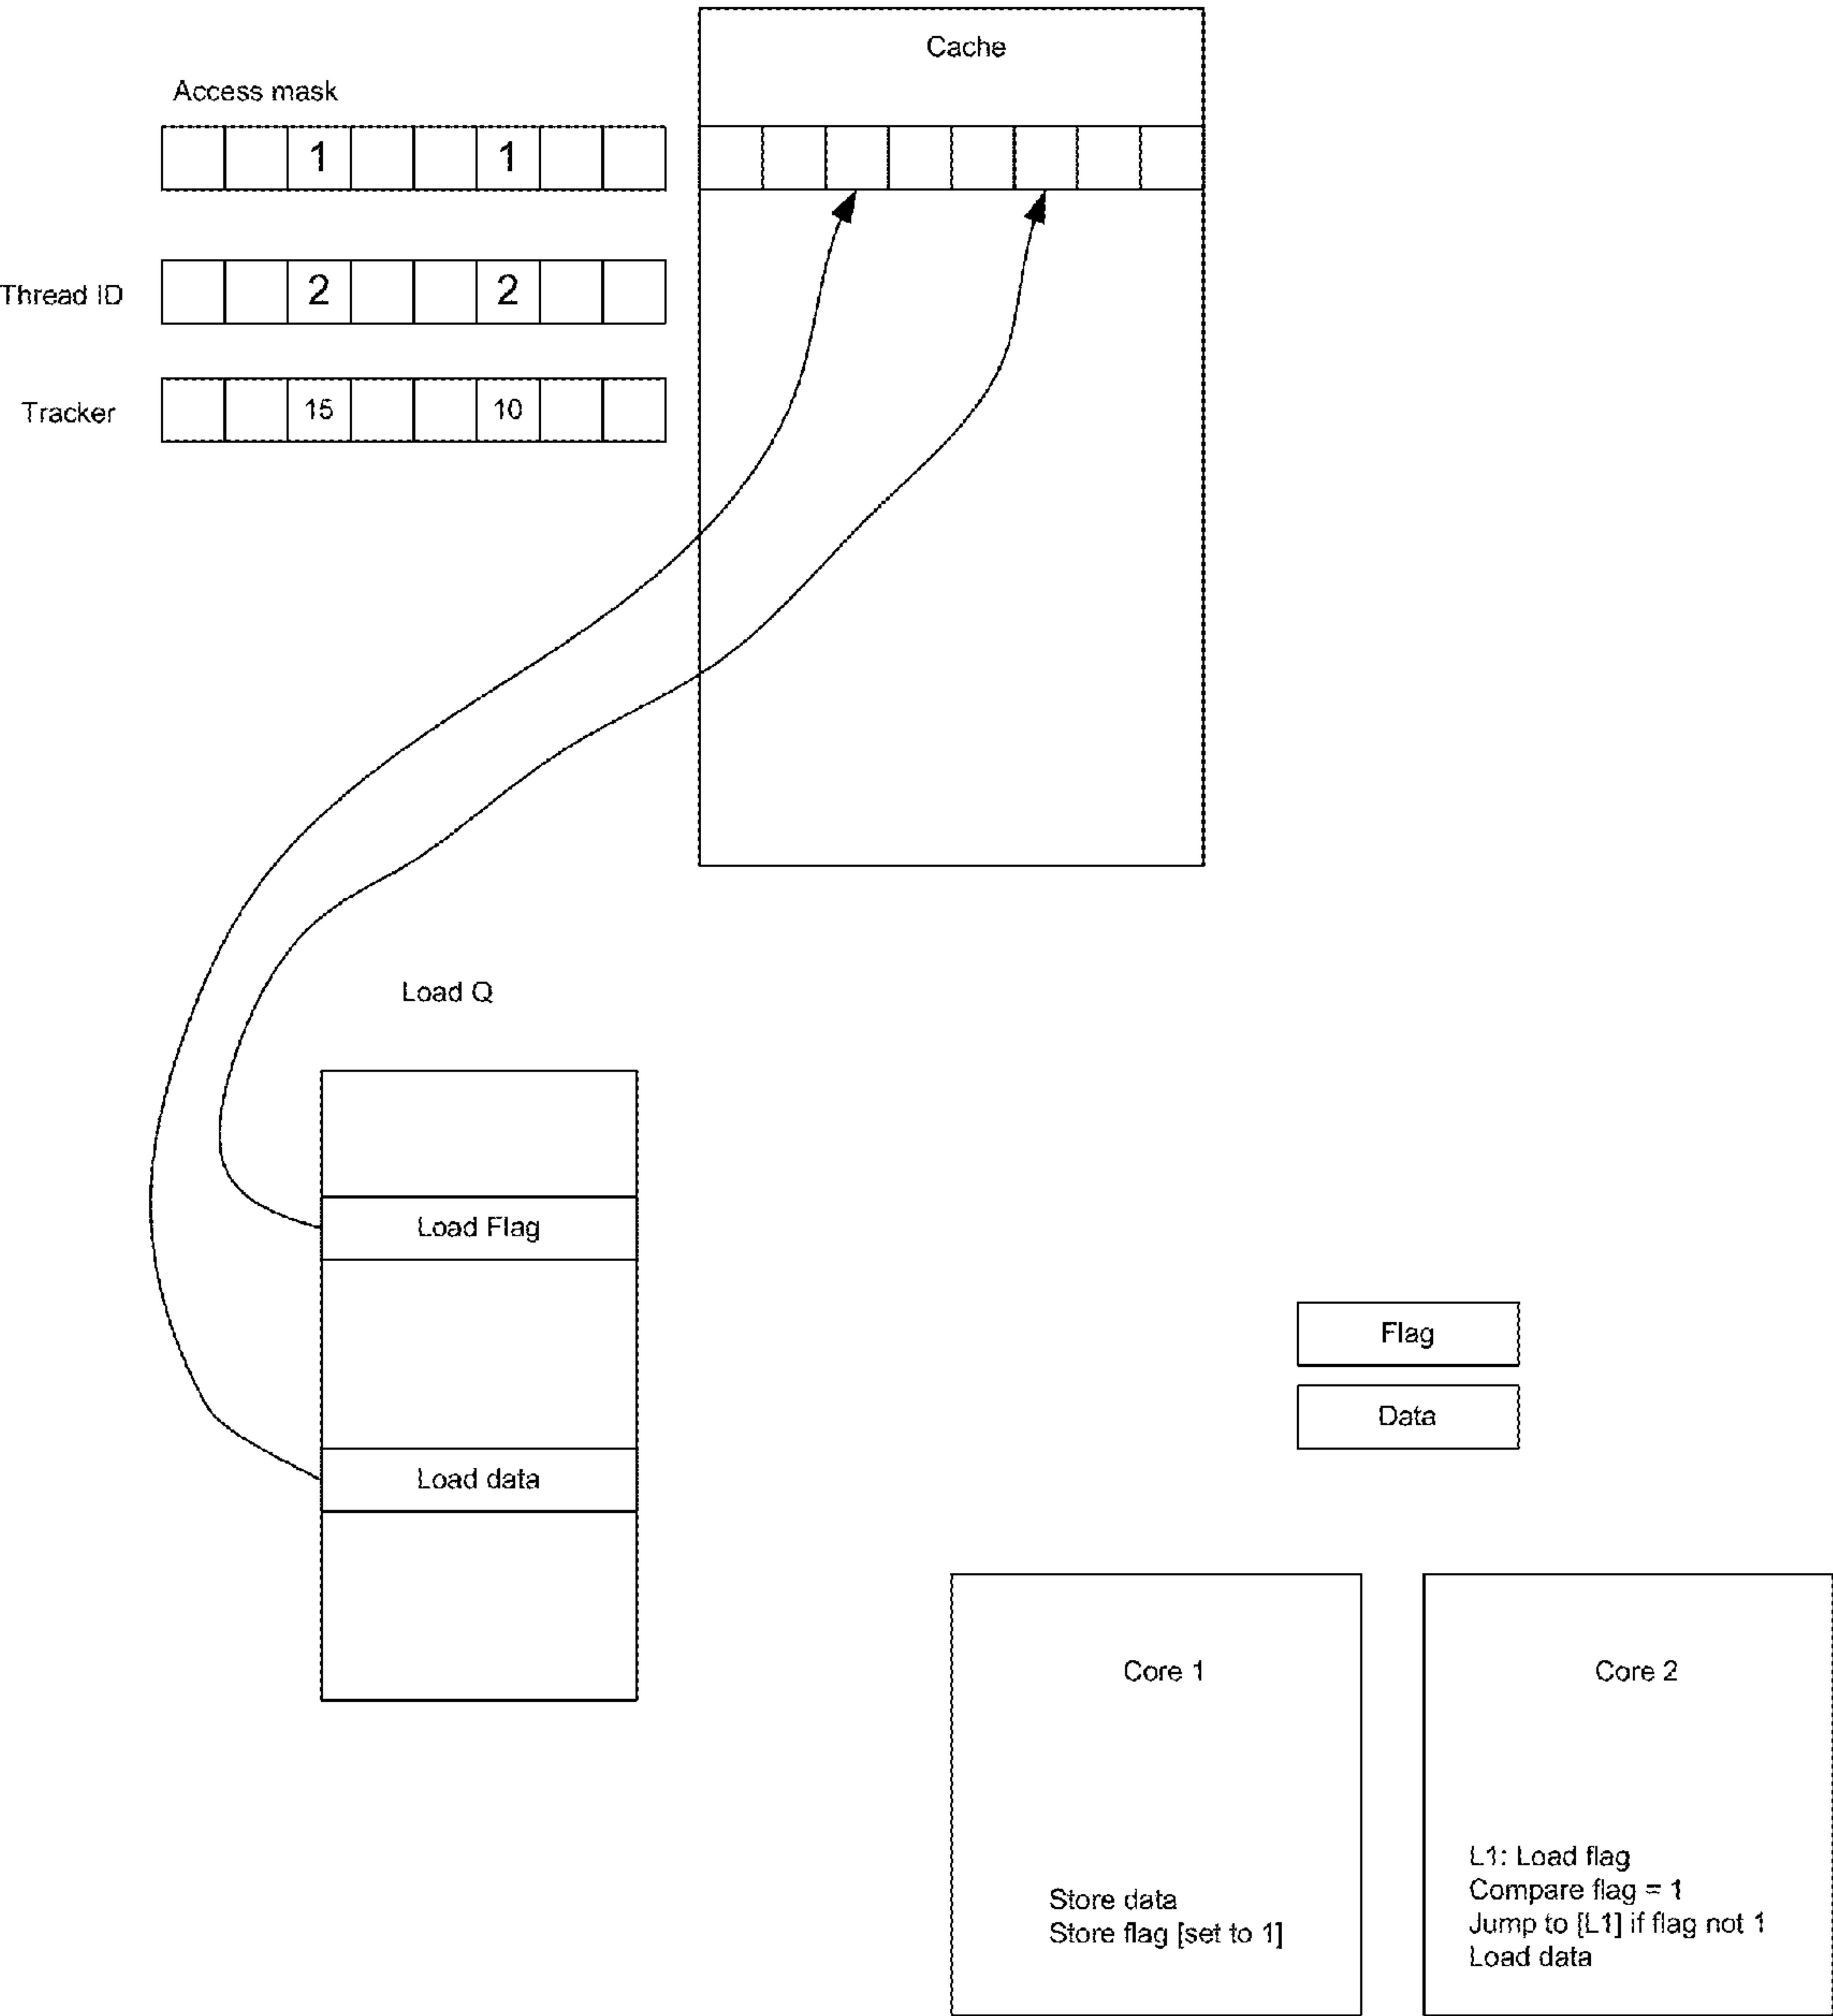 Cache
Access mask
1 1
Thread ID
2 2
Tracker
15 10
Load Q
Load Flag
Load data
Flag
Data
Core 1
Store data
Store flag [set to 1]
Core 2
L1: Load flag
Compare flag = 1
Jump to [L1] if flag not 1
Load data